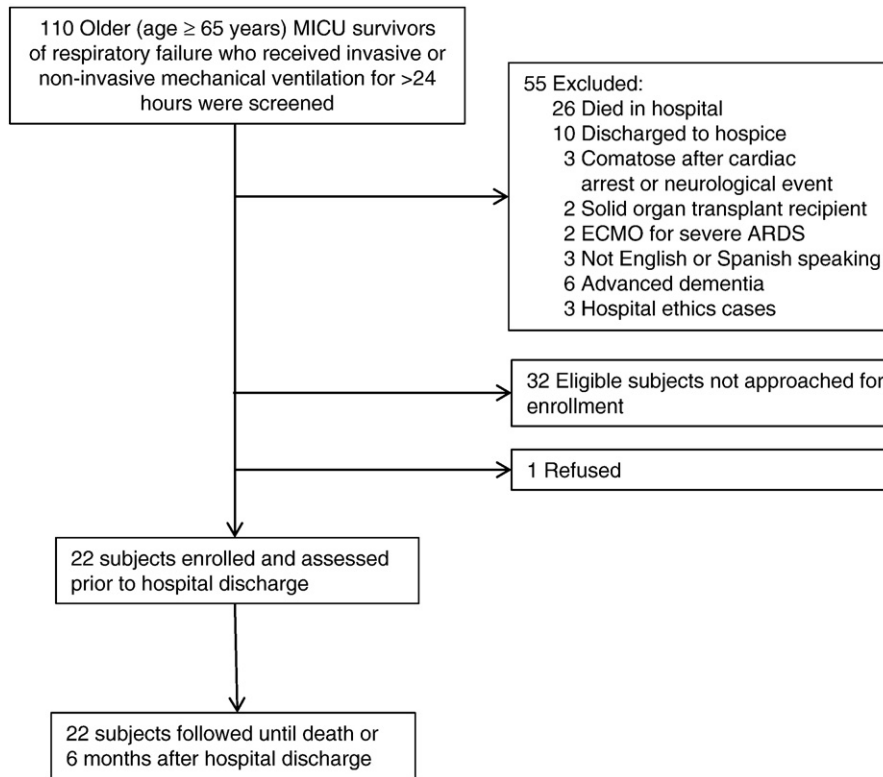 110 Older (age ≥ 65 years) MICU survivors
of respiratory failure who received invasive or
non-invasive mechanical ventilation for >24
hours were screened
55 Excluded:
26 Died in hospital
10 Discharged to hospice
3 Comatose after cardiac
arrest or neurological event
2 Solid organ transplant recipient
2 ECMO for severe ARDS
3 Not English or Spanish speaking
6 Advanced dementia
3 Hospital ethics cases
32 Eligible subjects not approached for
enrollment
1 Refused
22 subjects enrolled and assessed
prior to hospital discharge
22 subjects followed until death or
6 months after hospital discharge